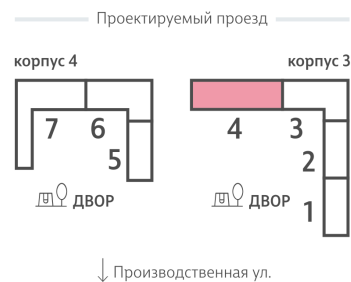 Проектируемый проезд
корпус 4
корпус 3
7 6
5
4 3
2
1
ДВОР
ДВОР
Производственная ул.